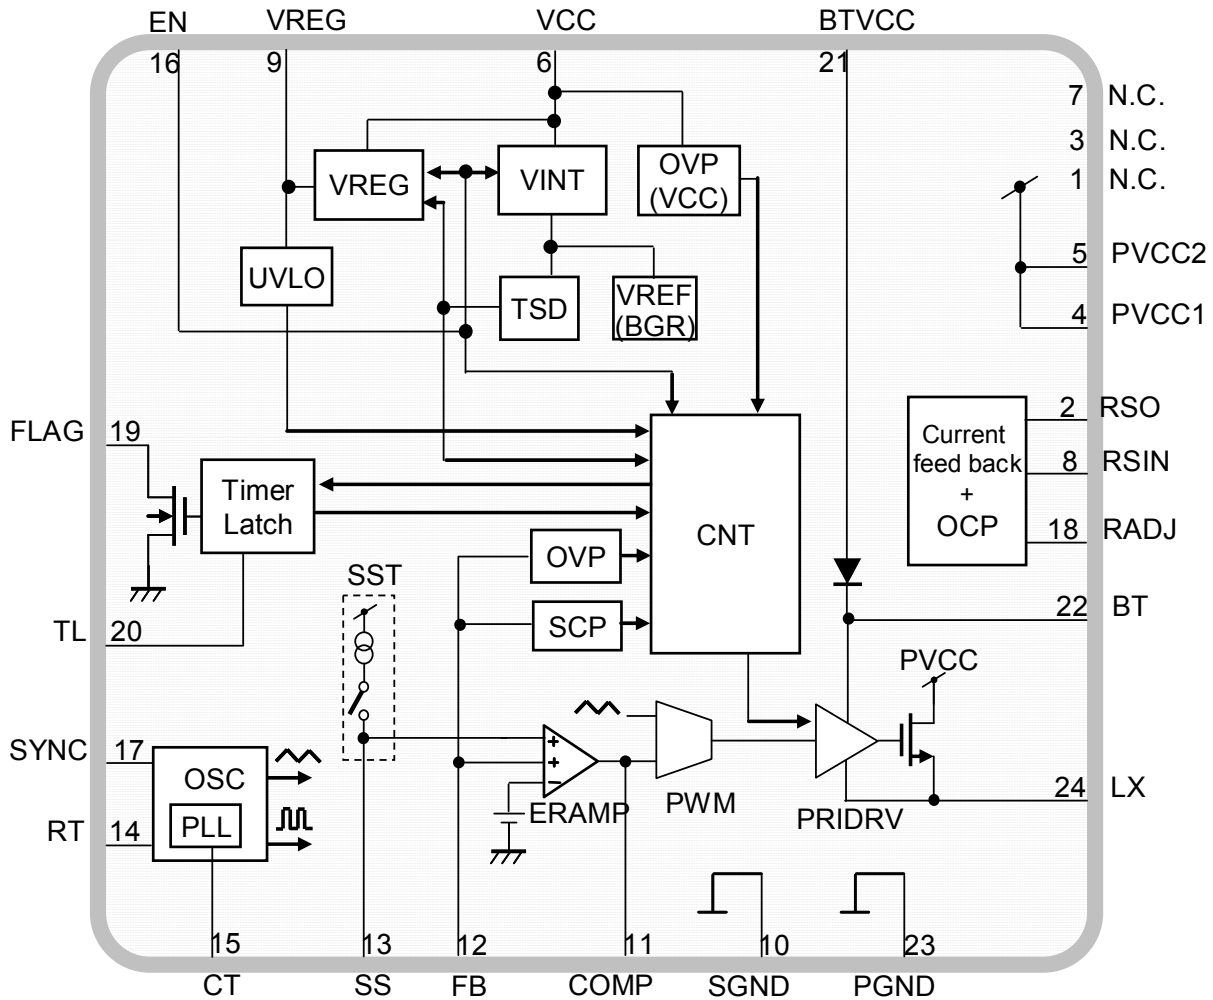 EN
VREG
VCC
BTVCC
16
9
6
21
7
N.C.
3
N.C.
1
N.C.
VREG
VINT
OVP
(VCC)
5
PVCC2
UVLO
TSD
VREF
(BGR)
4
PVCC1
FLAG
19
2
RSO
Current
feed back
+
OCP
8
RSIN
18
RADJ
Timer
Latch
CNT
OVP
SST
SCP
22
BT
TL
20
PVCC
SYNC
17
OSC
PLL
RT
14
+
+
−
ERAMP
PWM
PRIDRV
24
LX
15
13
12
11
10
23
CT
SS
FB
COMP
SGND
PGND